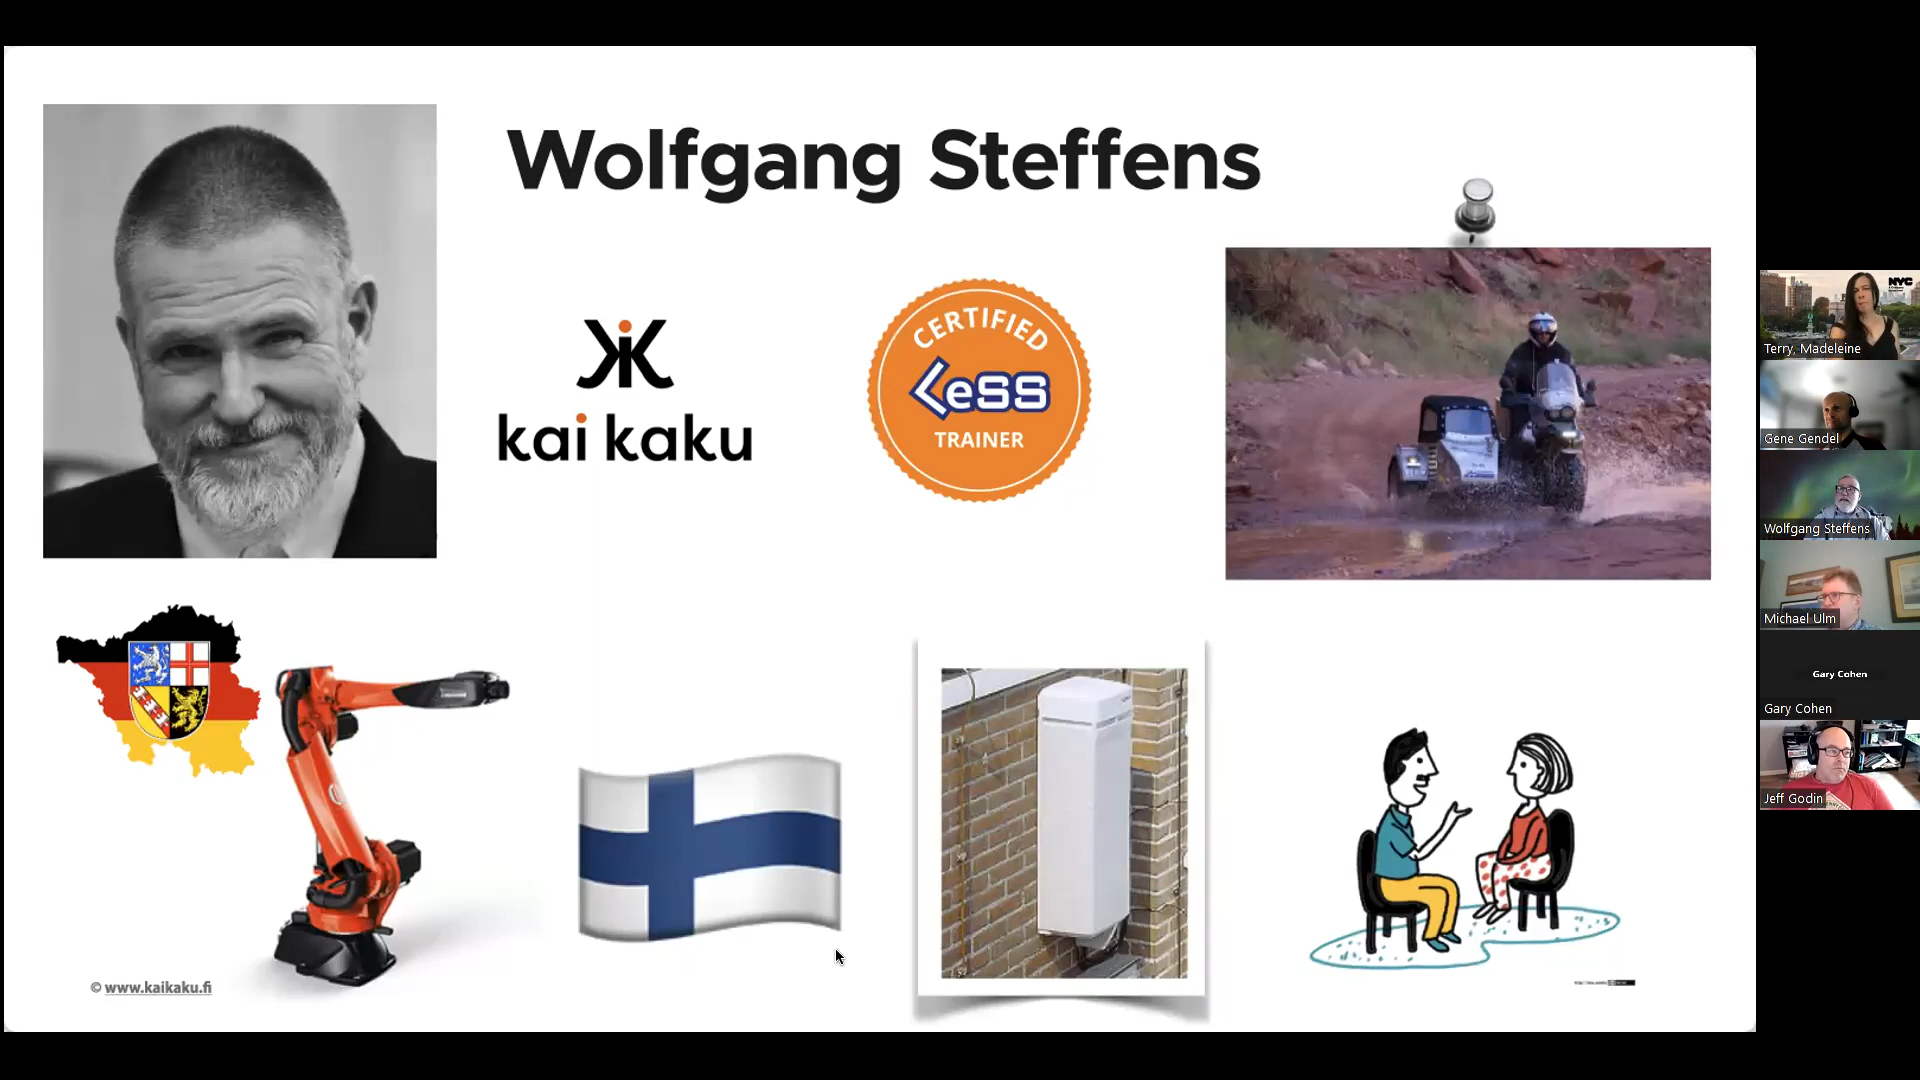 Wolfgang Steffens
kai kaku
CERTIFIED
LeSS
TRAINER
© www.kaikaku.fi
NYC
Terry, Madeleine
Gene Gendel
Wolfgang Steffens
Michael Ulm
Gary Cohen
Gary Cohen
Jeff Godin